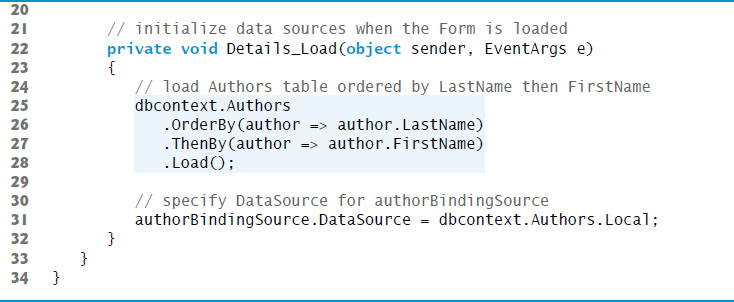 20
21 // initialize data sources when the Form is loaded
22 private void Details_Load(object sender, EventArgs e)
23 {
24 // load Authors table ordered by LastName then FirstName
25 dbcontext.Authors
26 .OrderBy(author => author.LastName)
27 .ThenBy(author => author.FirstName)
28 .Load();
29
30 // specify DataSource for authorBindingSource
31 authorBindingSource.DataSource = dbcontext.Authors.Local;
32 }
33 }
34 }